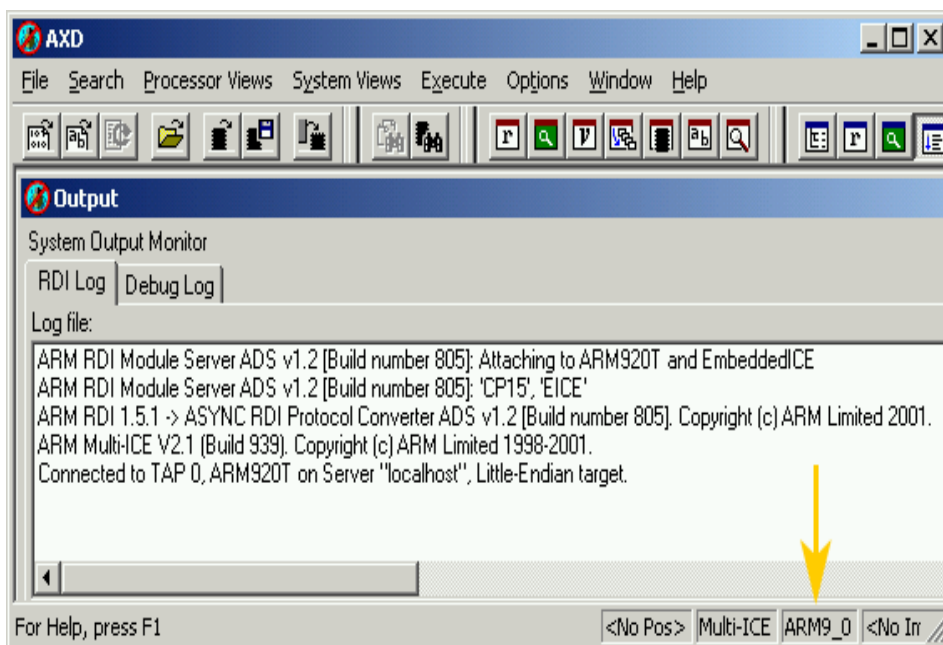 AXD
File Search Processor Views System Views Execute Options Window Help
Output
System Output Monitor
RDI Log Debug Log
Log file:
ARM RDI Module Server ADS v1.2 [Build number 805]: Attaching to ARM920T and EmbeddedICE
ARM RDI Module Server ADS v1.2 [Build number 805]: 'CP15', 'EICE'
ARM RDI 1.5.1 -> ASYNC RDI Protocol Converter ADS v1.2 [Build number 805]. Copyright (c) ARM Limited 2001.
ARM Multi-ICE V2.1 (Build 939). Copyright (c) ARM Limited 1998-2001.
Connected to TAP 0, ARM920T on Server "localhost", Little-Endian target.
For Help, press F1 <No Pos> Multi-ICE ARM9_0 <No